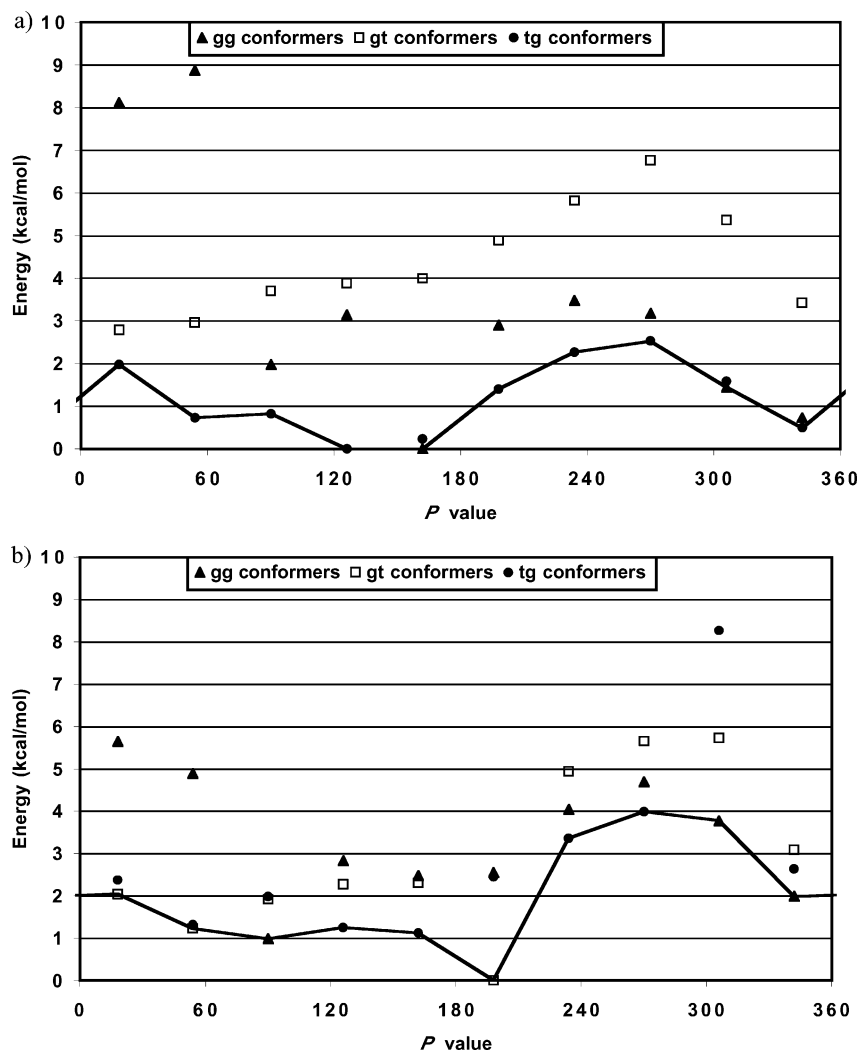 a)
10
9
8
7
6
5
4
3
2
1
0
Energy (kcal/mol)
gg conformers gt conformers tg conformers
0 60 120 180 240 300 360
P value
b)
10
9
8
7
6
5
4
3
2
1
0
Energy (kcal/mol)
gg conformers gt conformers tg conformers
0 60 120 180 240 300 360
P value